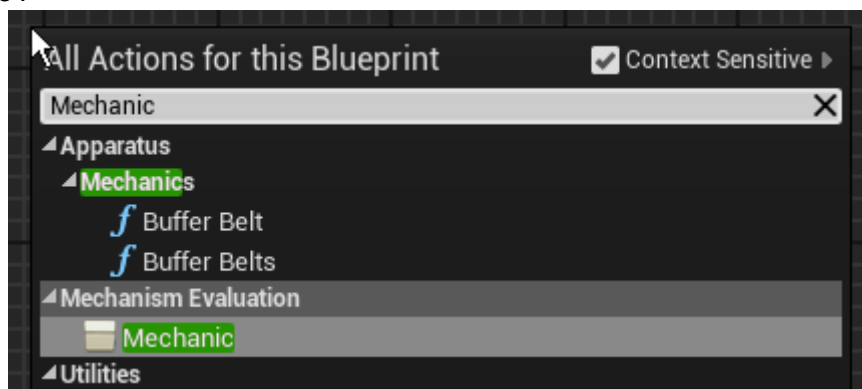 All Actions for this Blueprint Context Sensitive
Mechanic
Apparatus
Mechanics
f Buffer Belt
f Buffer Belts
Mechanism Evaluation
Mechanic
Utilities